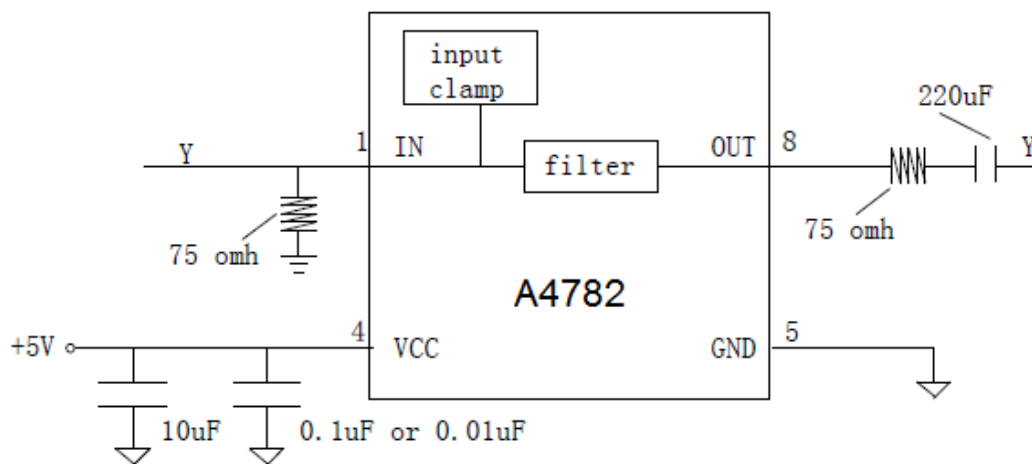 input
clamp
220uF
Y
1
IN
OUT
8
Y
filter
75 omh
75 omh
A4782
+5V
4
VCC
GND
5
10uF
0.1uF or 0.01uF